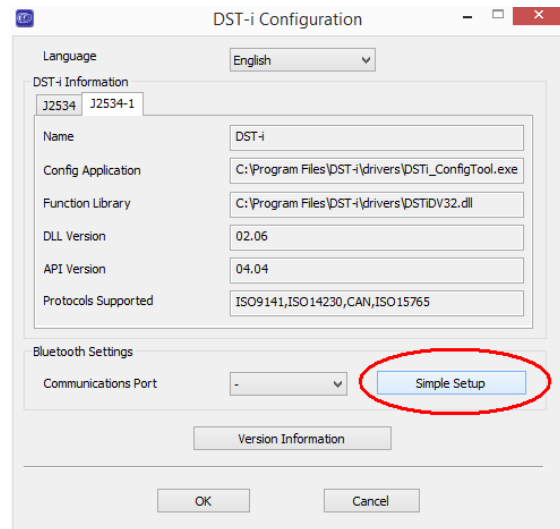 DST-i Configuration
Language
English
DST-i Information
J2534 J2534-1
Name
DST-i
Config Application
C:\Program Files\DST-i\drivers\DSTi_ConfigTool.exe
Function Library
C:\Program Files\DST-i\drivers\DSTiDV32.dll
DLL Version
02.06
API Version
04.04
Protocols Supported
ISO9141,ISO14230,CAN,ISO15765
Bluetooth Settings
Communications Port
-
Simple Setup
Version Information
OK Cancel